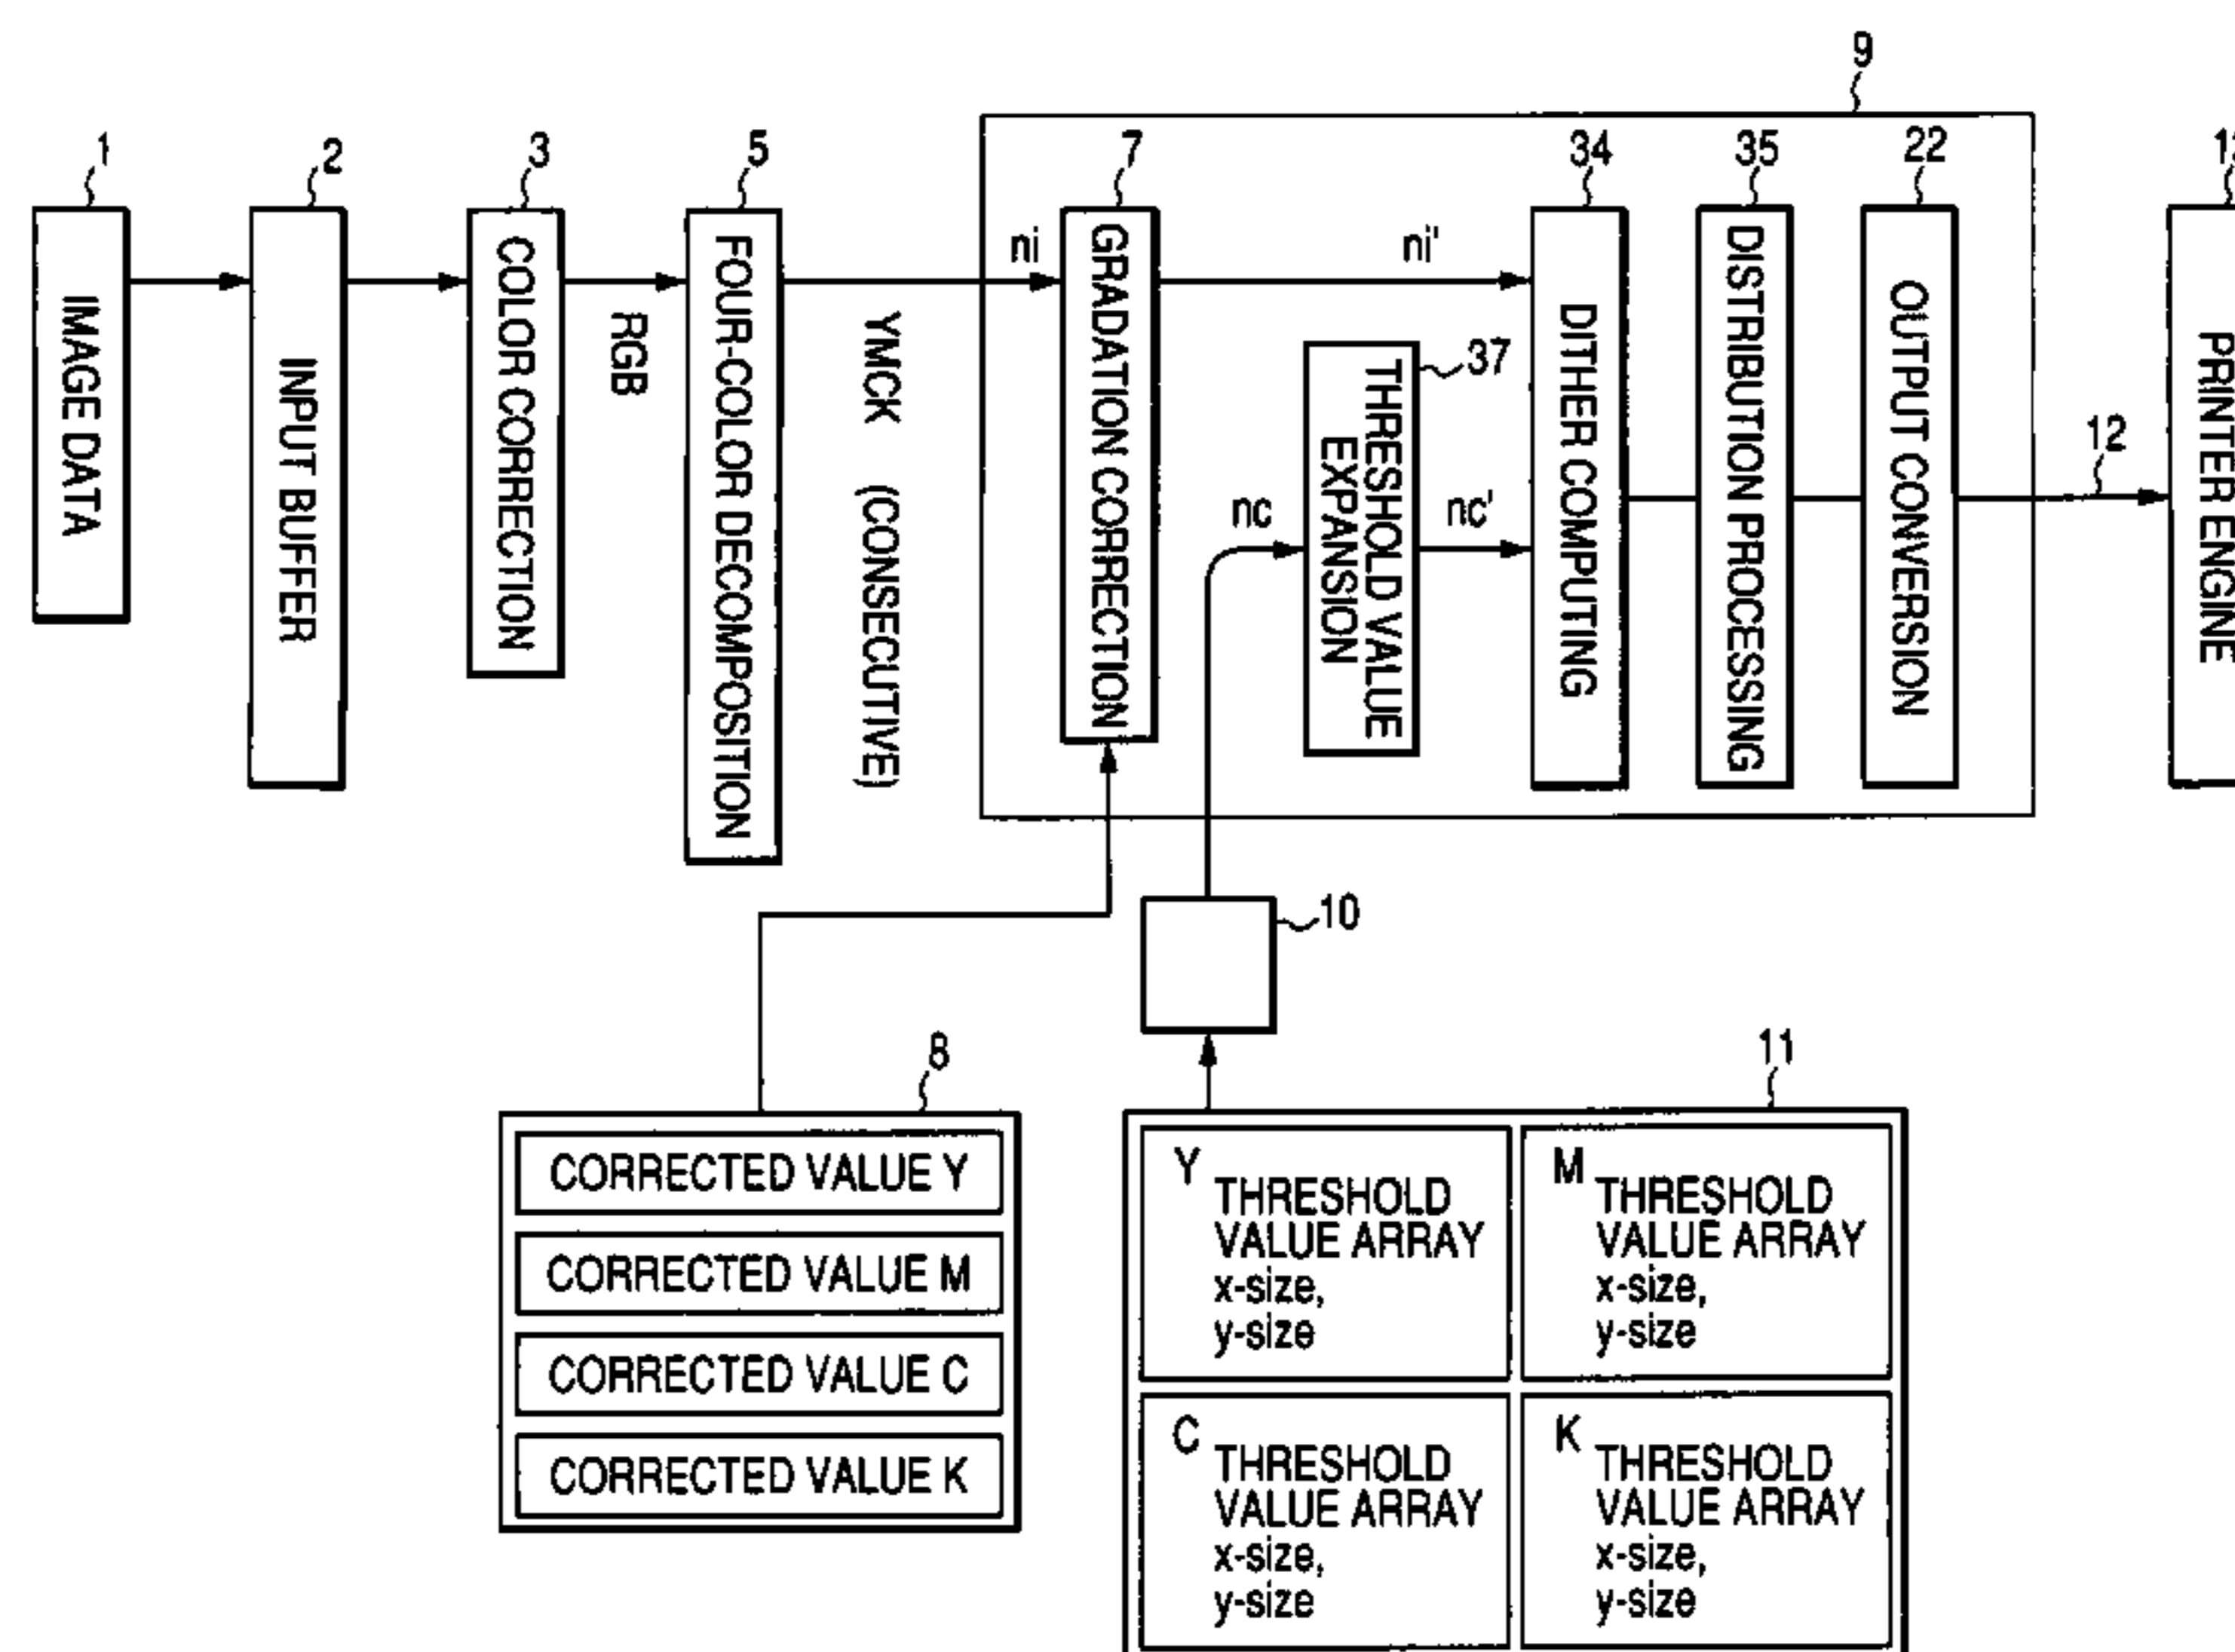 9
1
2
3
5
7
34
35
22
IMAGE DATA
INPUT BUFFER
COLOR CORRECTION
RGB
FOUR-COLOR DECOMPOSITION
YMCK (CONSECUTIVE)
ni
GRADATION CORRECTION
ni'
nc
THRESHOLD VALUE
EXPANSION
37
nc'
DITHER COMPUTING
DISTRIBUTION PROCESSING
OUTPUT CONVERSION
12
PRINTER ENGINE
10
8
CORRECTED VALUE Y
CORRECTED VALUE M
CORRECTED VALUE C
CORRECTED VALUE K
11
Y
THRESHOLD
VALUE ARRAY
x-size,
y-size
M
THRESHOLD
VALUE ARRAY
x-size,
y-size
C
THRESHOLD
VALUE ARRAY
x-size,
y-size
K
THRESHOLD
VALUE ARRAY
x-size,
y-size